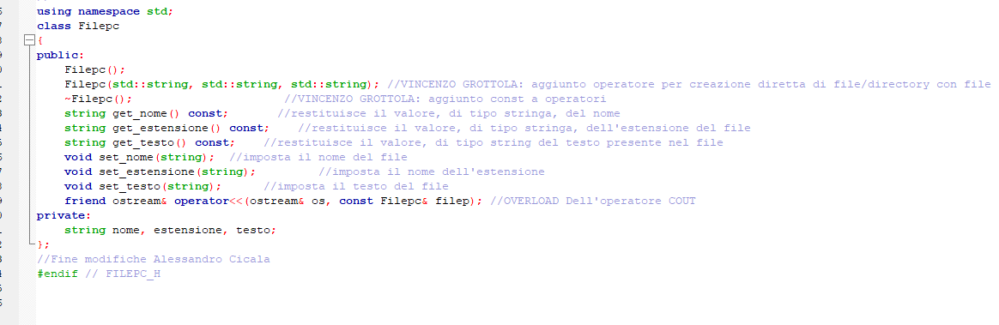 using namespace std;
class Filepc
{
public:
Filepc();
Filepc(std::string, std::string, std::string); //VINCENZO GROTTOLA: aggiunto operatore per creazione diretta di file/directory con file
~Filepc(); //VINCENZO GROTTOLA: aggiunto const a operatori
string get_nome() const; //restituisce il valore, di tipo stringa, del nome
string get_estensione() const; //restituisce il valore, di tipo stringa, dell'estensione del file
string get_testo() const; //restituisce il valore, di tipo string del testo presente nel file
void set_nome(string); //imposta il nome del file
void set_estensione(string); //imposta il nome dell'estensione
void set_testo(string); //imposta il testo del file
friend ostream& operator<<(ostream& os, const Filepc& filep); //OVERLOAD Dell'operatore COUT
private:
string nome, estensione, testo;
};
//Fine modifiche Alessandro Cicala
#endif // FILEPC_H